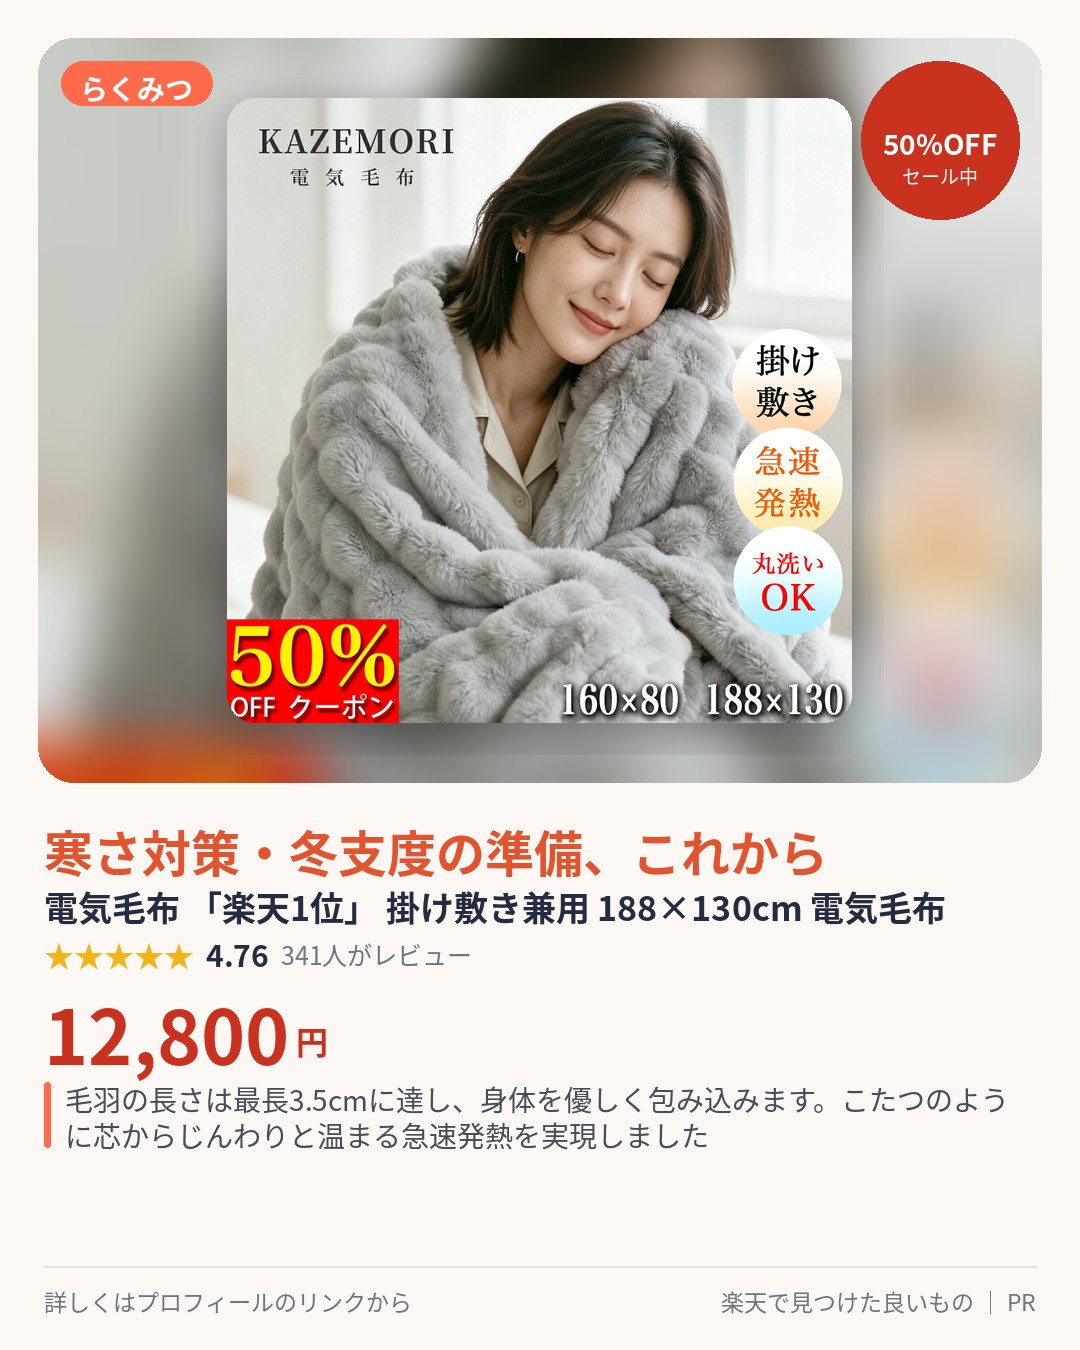 らくみつ
50%OFF
セール中
KAZEMORI
電気毛布
掛け
敷き
急速
発熱
丸洗い
OK
50%
OFF クーポン
160×80 188×130
寒さ対策・冬支度の準備、これから
電気毛布 「楽天1位」 掛け敷き兼用 188×130cm 電気毛布
★★★★★ 4.76 341人がレビュー
12,800円
毛羽の長さは最長3.5cmに達し、身体を優しく包み込みます。こたつのよう
に芯からじんわりと温まる急速発熱を実現しました
詳しくはプロフィールのリンクから
楽天で見つけた良いもの ｜ PR